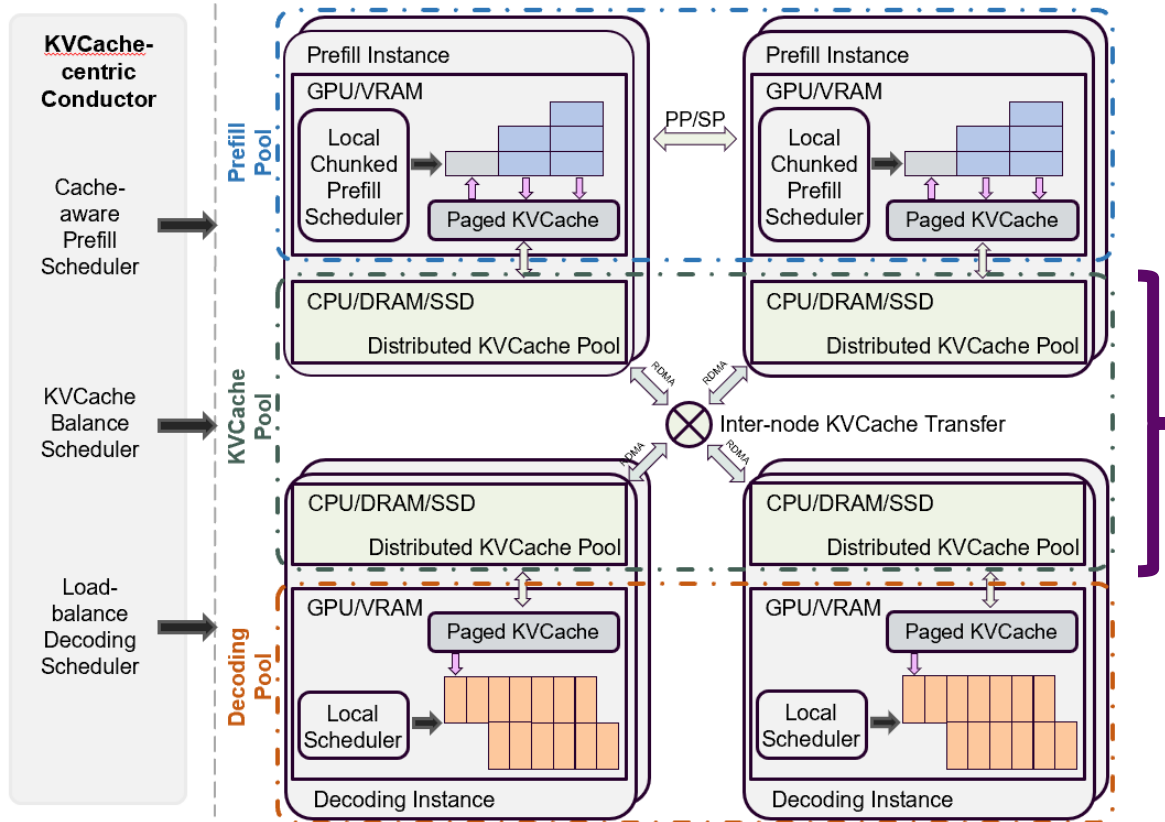 KVCache-
centric
Conductor
Cache-
aware
Prefill
Scheduler
KVCache
Balance
Scheduler
Load-
balance
Decoding
Scheduler
Prefill
Pool
KVCache
Pool
Decoding
Pool
Prefill Instance
GPU/VRAM
Local
Chunked
Prefill
Scheduler
Paged KVCache
CPU/DRAM/SSD
Distributed KVCache Pool
PP/SP
Prefill Instance
GPU/VRAM
Local
Chunked
Prefill
Scheduler
Paged KVCache
CPU/DRAM/SSD
Distributed KVCache Pool
RDMA
RDMA
Inter-node KVCache Transfer
RDMA
RDMA
CPU/DRAM/SSD
Distributed KVCache Pool
GPU/VRAM
Paged KVCache
Local
Scheduler
Decoding Instance
CPU/DRAM/SSD
Distributed KVCache Pool
GPU/VRAM
Paged KVCache
Local
Scheduler
Decoding Instance